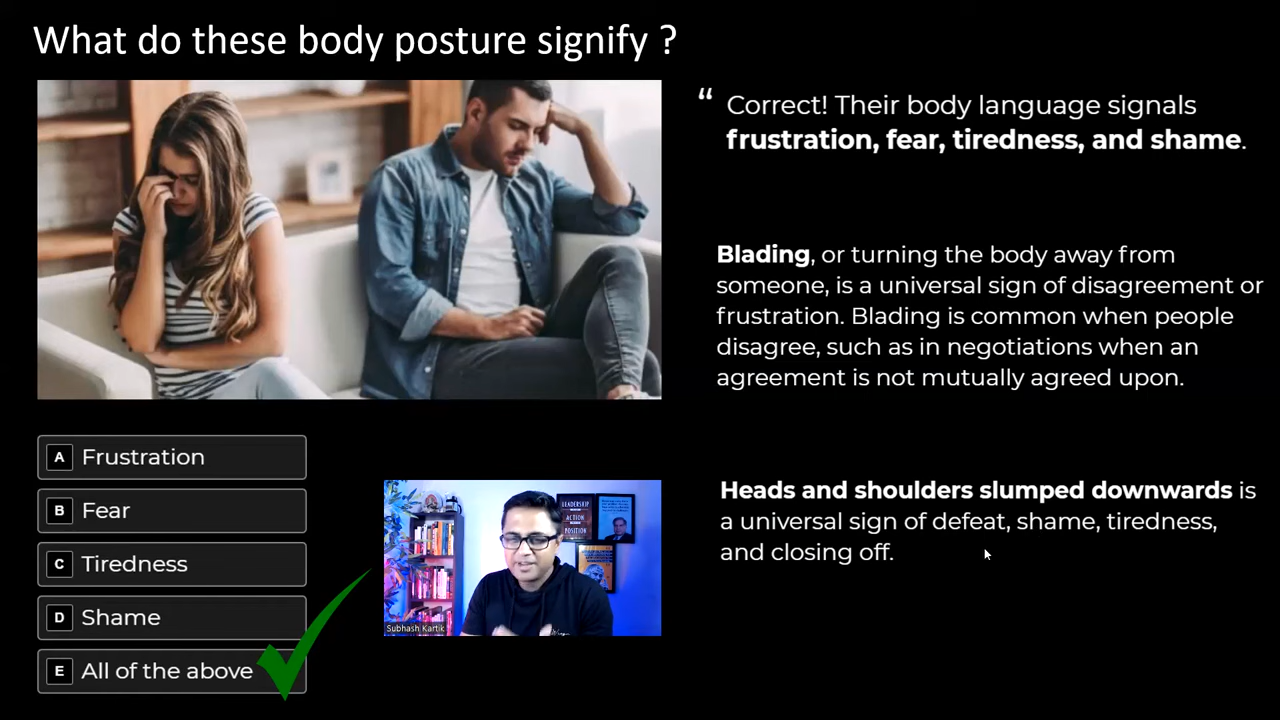 What do these body posture signify ?
“ Correct! Their body language signals
frustration, fear, tiredness, and shame.
Blading, or turning the body away from
someone, is a universal sign of disagreement or
frustration. Blading is common when people
disagree, such as in negotiations when an
agreement is not mutually agreed upon.
A Frustration
B Fear
C Tiredness
D Shame
E All of the above
LEADERSHIP
ACTION
POSITION
Subhash Kartik
Heads and shoulders slumped downwards is
a universal sign of defeat, shame, tiredness,
and closing off.